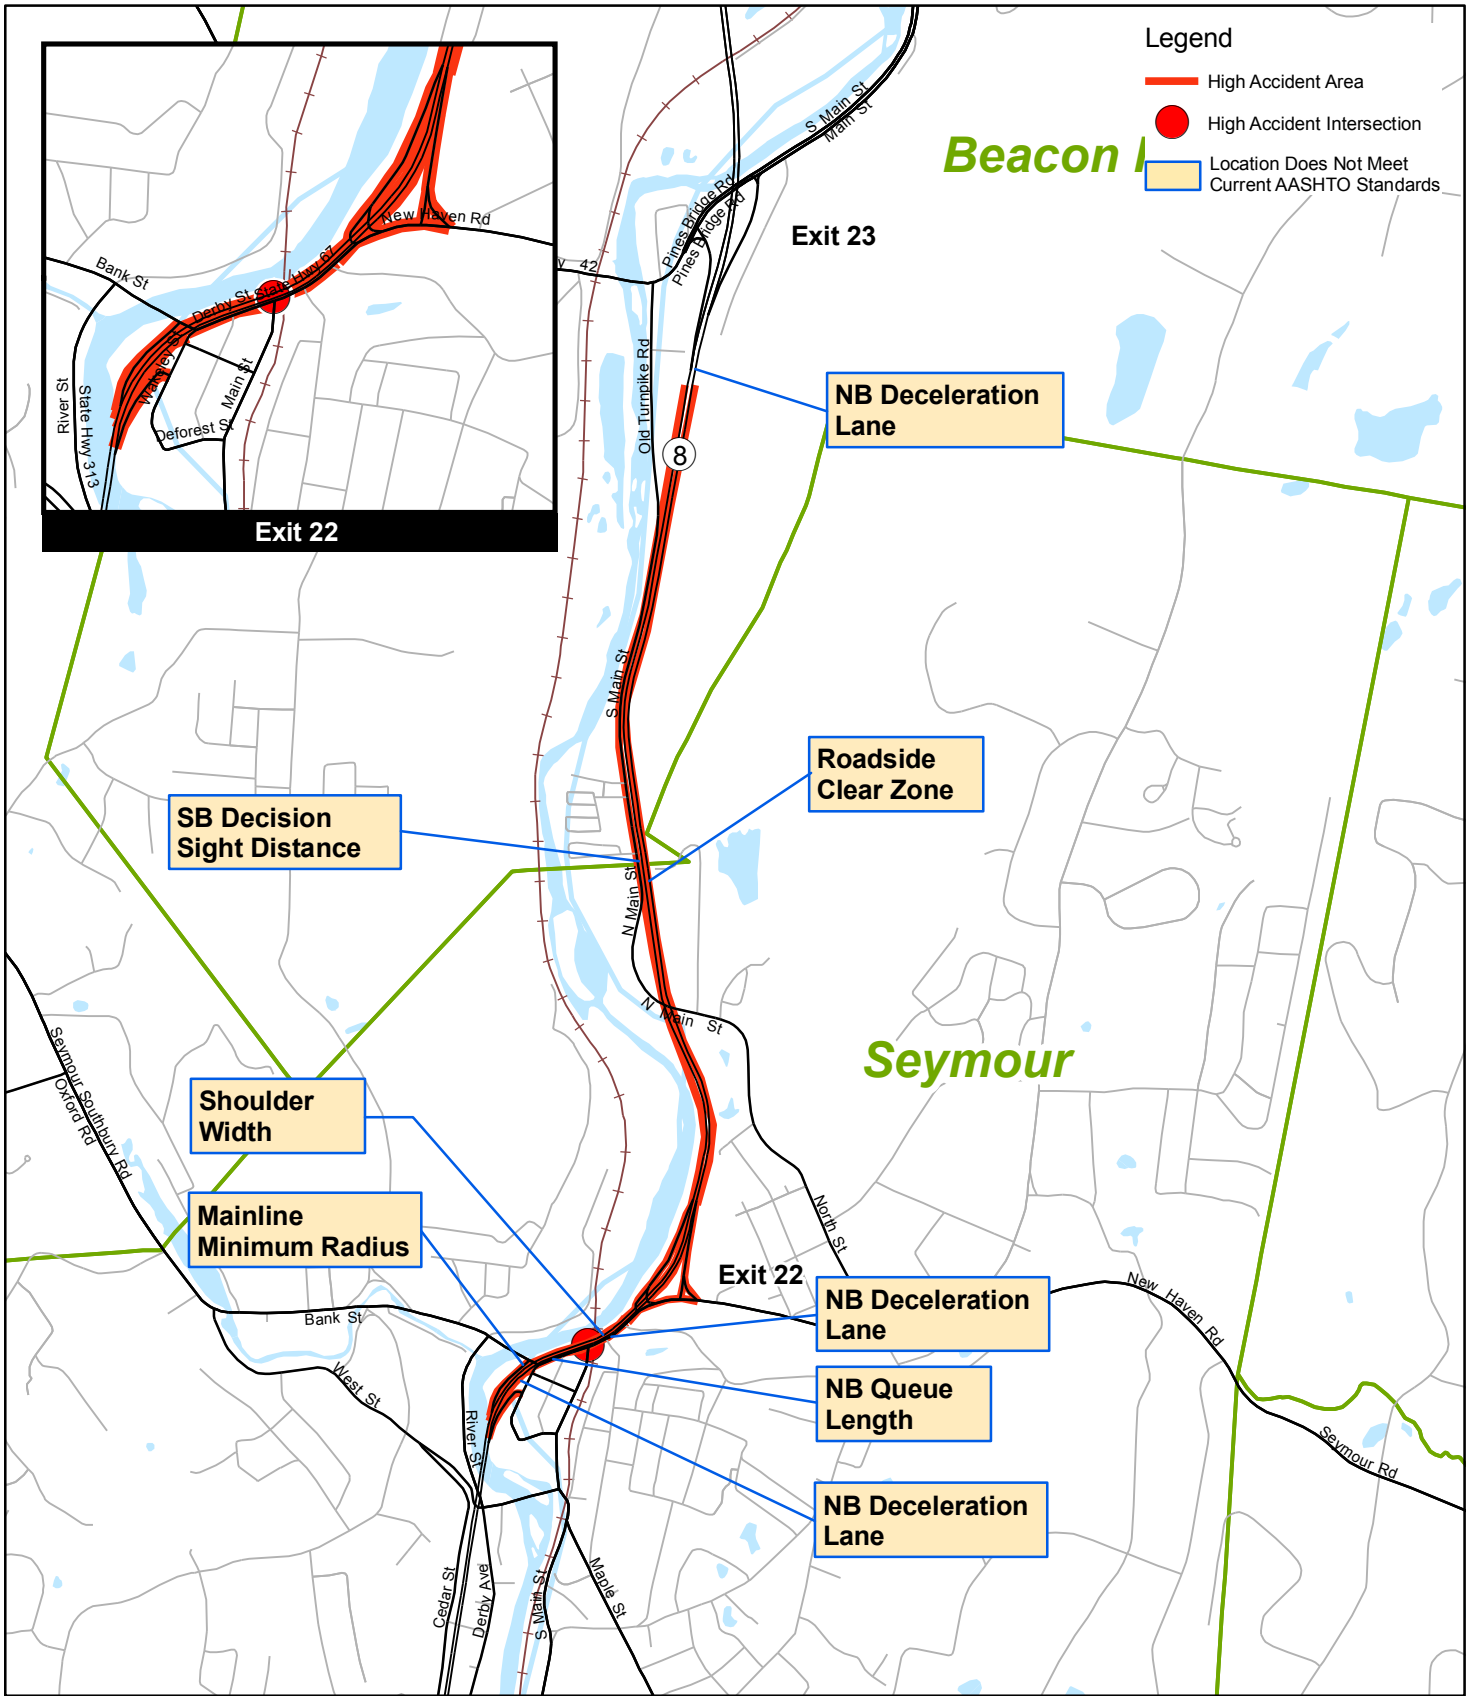 Legend
High Accident Area
High Accident Intersection
Location Does Not Meet
Current AASHTO Standards
Beacon
S Main St
Main St
Pines Bridge Rd
Pines Bridge Rd
Exit 23
42
New Haven Rd
Derby St State Hwy 67
Bank St
Wakeley St
Main St
River St
State Hwy 313
Deforest St
Exit 22
Old Turnpike Rd
8
NB Deceleration
Lane
S Main St
Roadside
Clear Zone
SB Decision
Sight Distance
N Main St
N Main St
Seymour
Seymour Southbury Rd
Oxford Rd
Shoulder
Width
Mainline
Minimum Radius
North St
Exit 22
New Haven Rd
NB Deceleration
Lane
Bank St
West St
NB Queue
Length
River St
Seymour Rd
NB Deceleration
Lane
Cedar St
Derby Ave
S Main St
Maple St